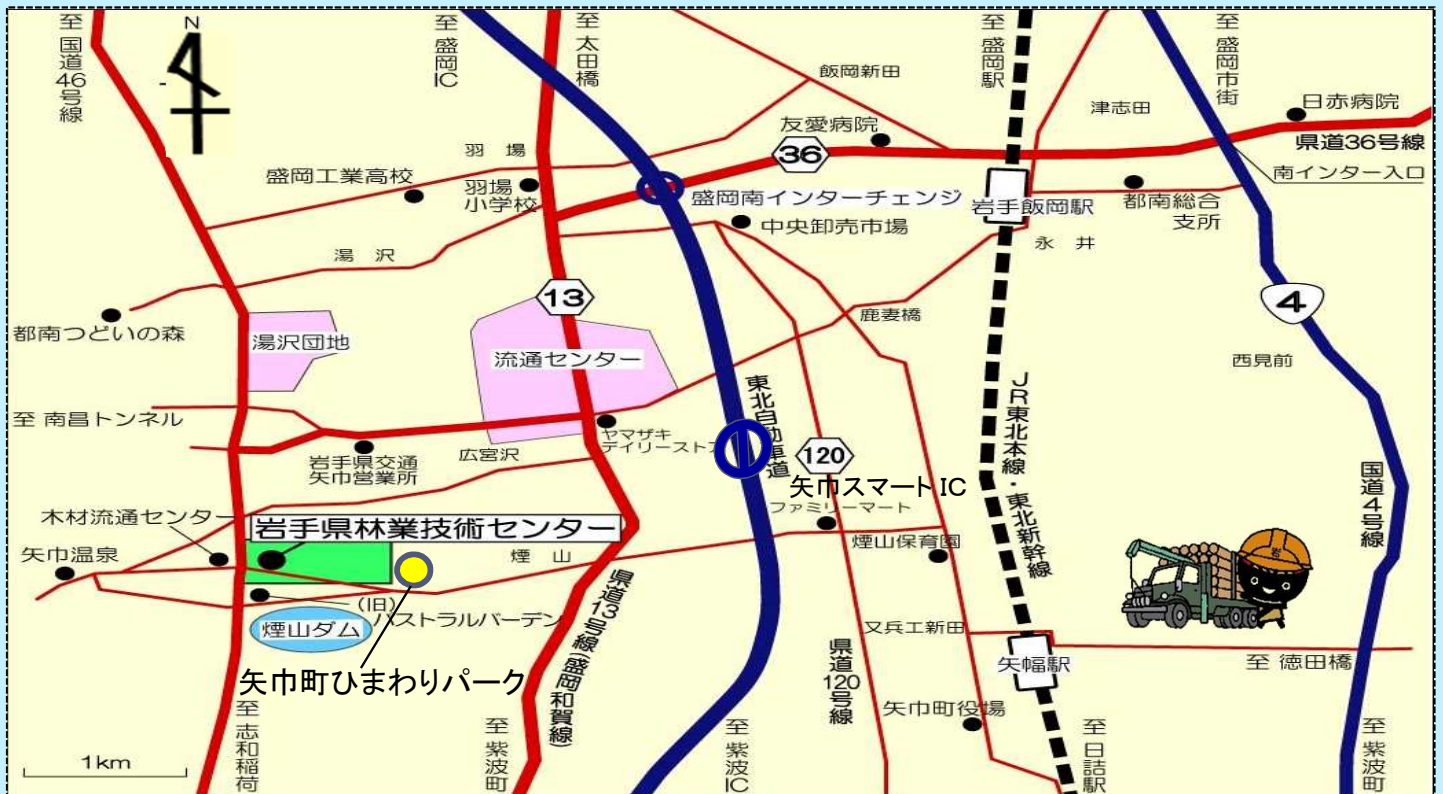 至国道46号線
N
至盛岡IC
至太田橋
至盛岡駅
至盛岡市街
飯岡新田
津志田
日赤病院
友愛病院
36
県道36号線
羽場
盛岡工業高校
羽場
小学校
盛岡南インターチェンジ
南インター入口
岩手飯岡駅
都南総合
支所
中央卸売市場
永井
湯沢
13
4
都南つどいの森
湯沢団地
流通センター
鹿妻橋
西見前
東北自動車道
JR東北本線・東北新幹線
至 南昌トンネル
ヤマザキ
デイリースト
広宮沢
岩手県交通
矢巾営業所
120
矢巾スマートIC
ファミリーマート
国道4号線
木材流通センター
岩手県林業技術センター
矢巾温泉
煙山
煙山保育園
岩
(旧)
パストラルバーデン
煙山ダム
県道13号線(盛岡和賀線)
又兵エ新田
県道120号線
矢幅駅
至 徳田橋
矢巾町ひまわりパーク
矢巾町役場
至志和稲荷
至紫波町
至紫波IC
至日詰駅
至紫波町
1km